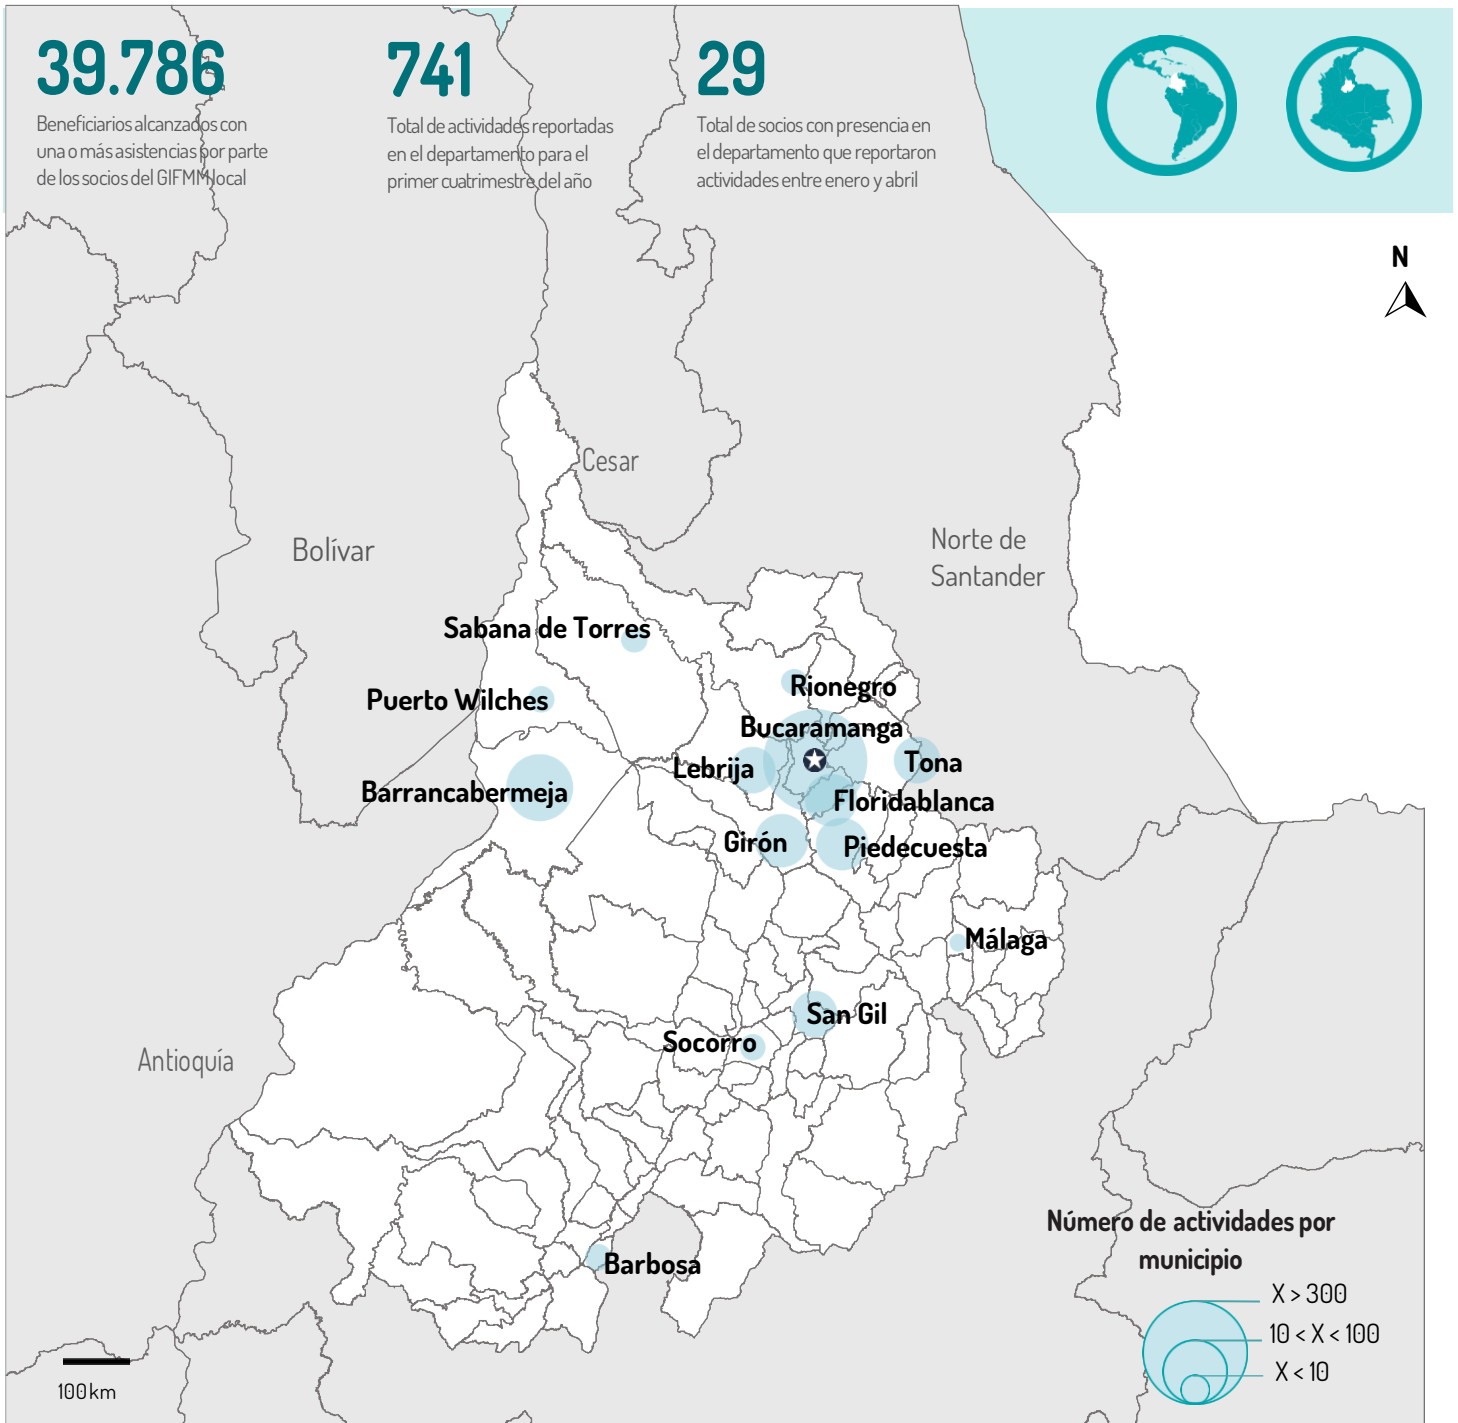 39.786
Beneficiarios alcanzados con
una o más asistencias por parte
de los socios del GIFMM local
741
Total de actividades reportadas
en el departamento para el
primer cuatrimestre del año
29
Total de socios con presencia en
el departamento que reportaron
actividades entre enero y abril
N
Cesar
Bolívar
Norte de
Santander
Sabana de Torres
Rionegro
Puerto Wilches
Bucaramanga
Lebrija
Tona
Barrancabermeja
Floridablanca
Girón
Piedecuesta
Málaga
San Gil
Socorro
Antioquía
Barbosa
Número de actividades por
municipio
X > 300
10 < X < 100
X < 10
100 km